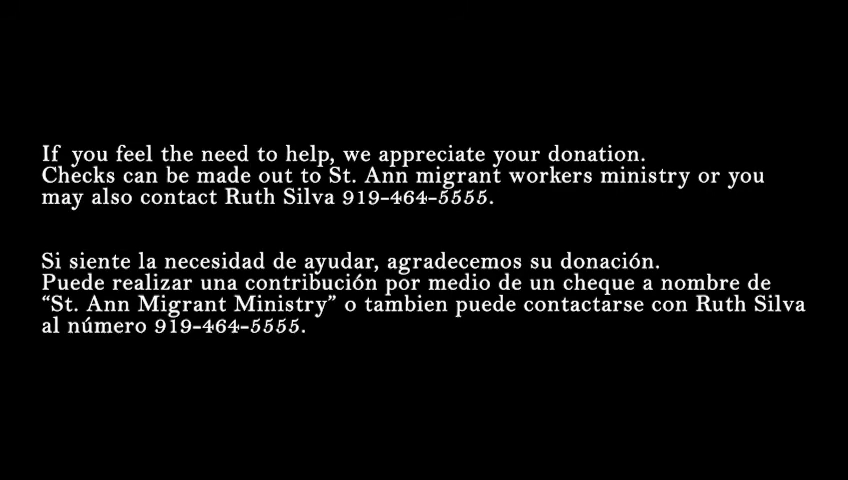 If you feel the need to help, we appreciate your donation.
Checks can be made out to St. Ann migrant workers ministry or you
may also contact Ruth Silva 919-464-5555.
Si siente la necesidad de ayudar, agradecemos su donación.
Puede realizar una contribución por medio de un cheque a nombre de
“St. Ann Migrant Ministry” o tambien puede contactarse con Ruth Silva
al número 919-464-5555.